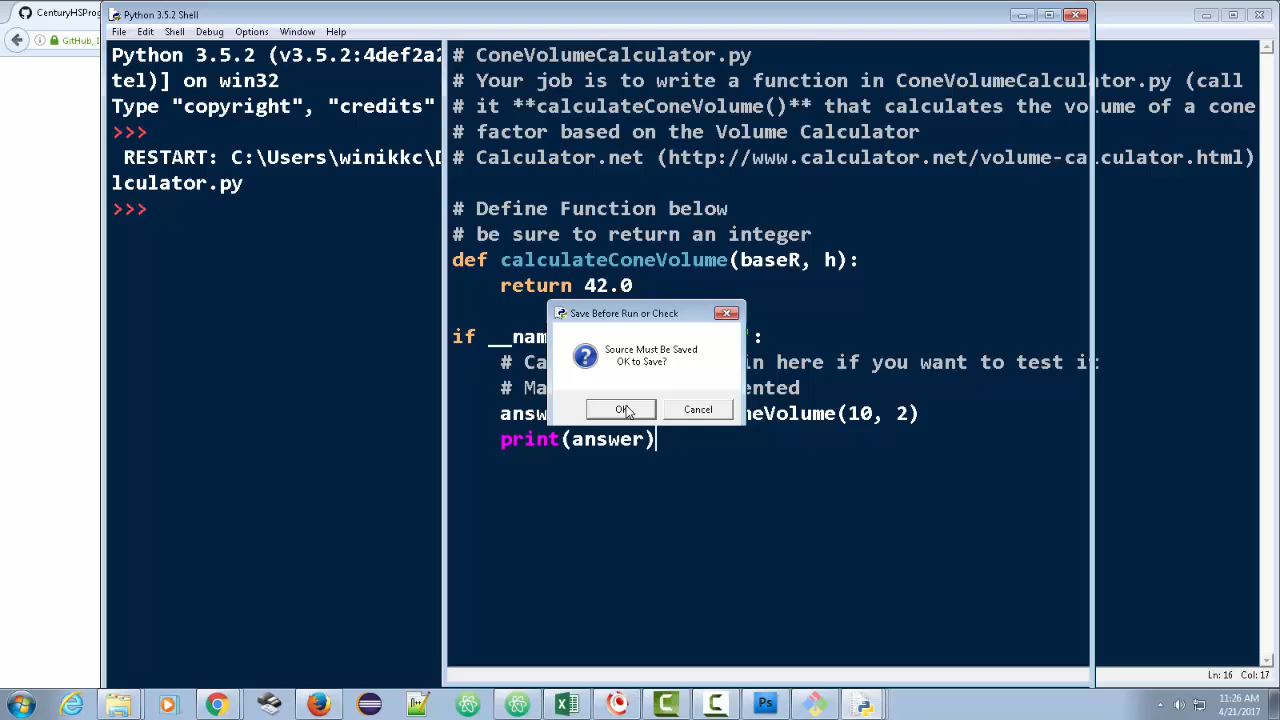 CenturyHSProg
GitHub, I
Python 3.5.2 Shell
File Edit Shell Debug Options Window Help
Python 3.5.2 (v3.5.2:4def2a2
tel)] on win32
Type "copyright", "credits"
>>>
RESTART: C:\Users\winikkc\D
lculator.py
>>>
# ConeVolumeCalculator.py
# Your job is to write a function in ConeVolumeCalculator.py (call
# it **calculateConeVolume()** that calculates the volume of a cone
# factor based on the Volume Calculator
# Calculator.net (http://www.calculator.net/volume-calculator.html)
# Define Function below
# be sure to return an integer
def calculateConeVolume(baseR, h):
return 42.0
if __nam ":
# Ca in here if you want to test it
# Ma ented
answ eVolume(10, 2)
print(answer)
Save Before Run or Check
Source Must Be Saved
OK to Save?
OK Cancel
Ln: 16 Col: 17
Ps
11:26 AM
4/21/2017